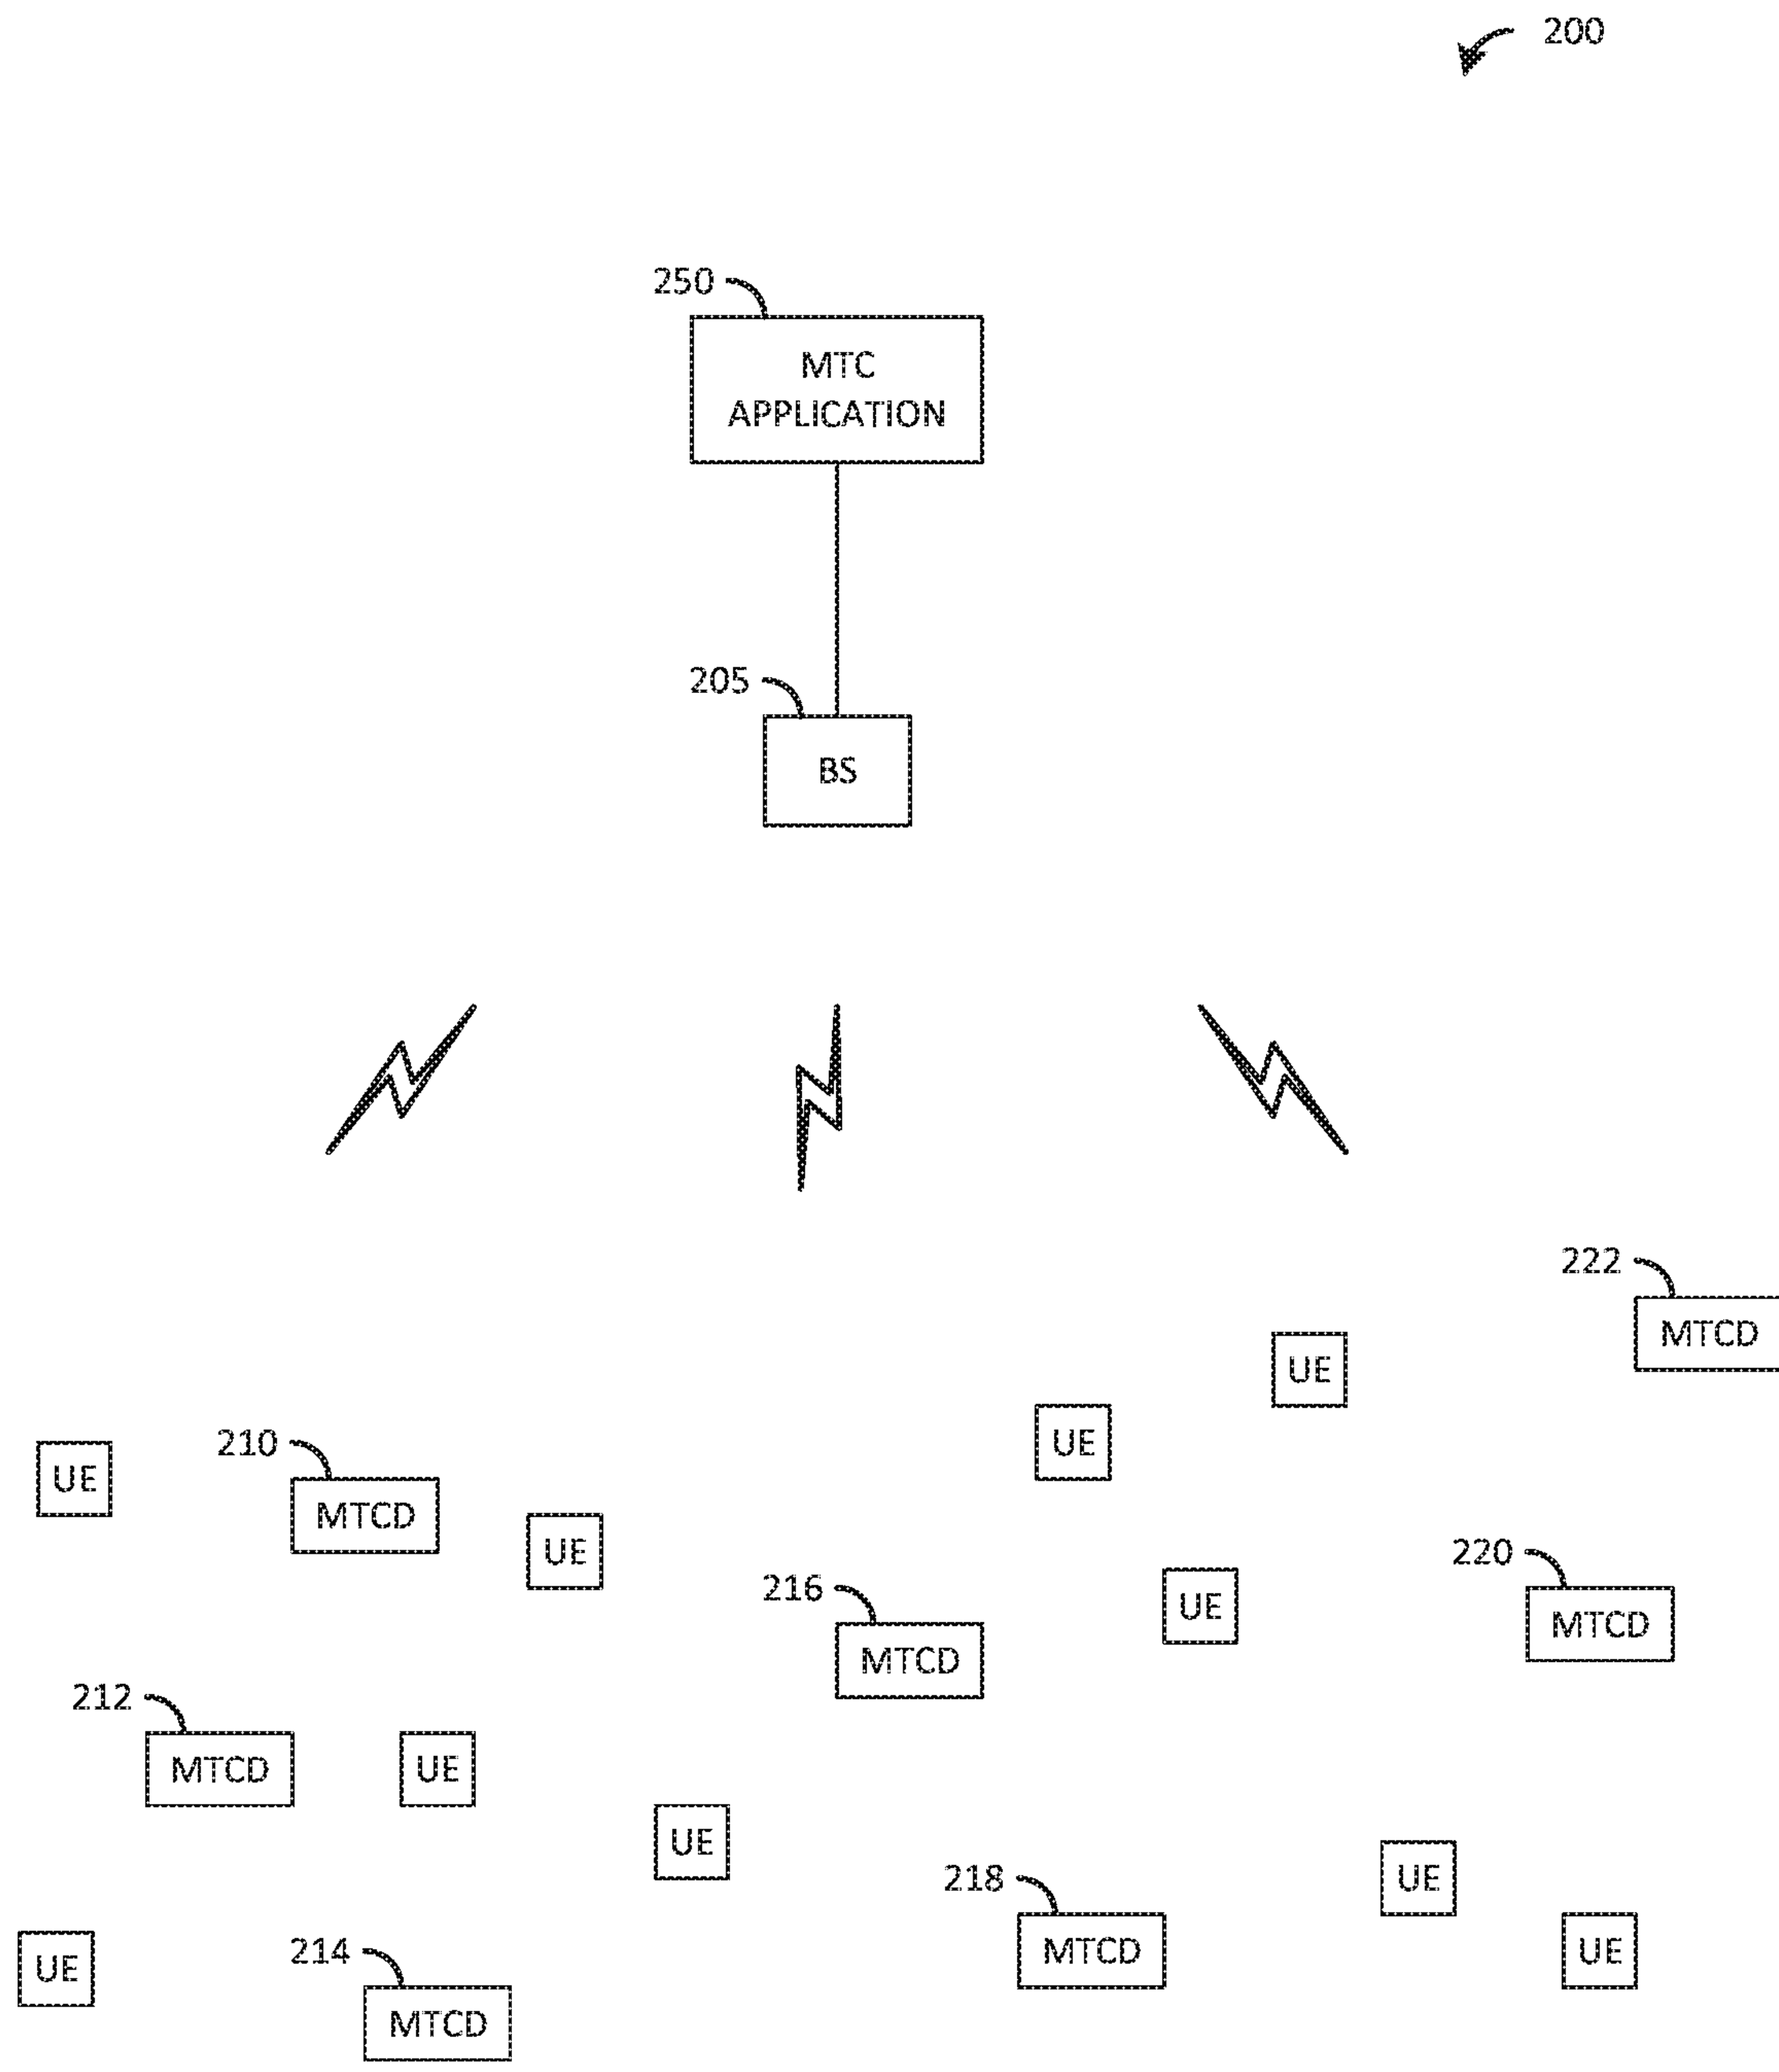 200
250
MTC
APPLICATION
205
BS
222
MTCD
UE
UE
210
UE
MTCD
UE
220
216
UE
MTCD
MTCD
212
MTCD
UE
UE
218
UE
214
MTCD
UE
UE
MTCD